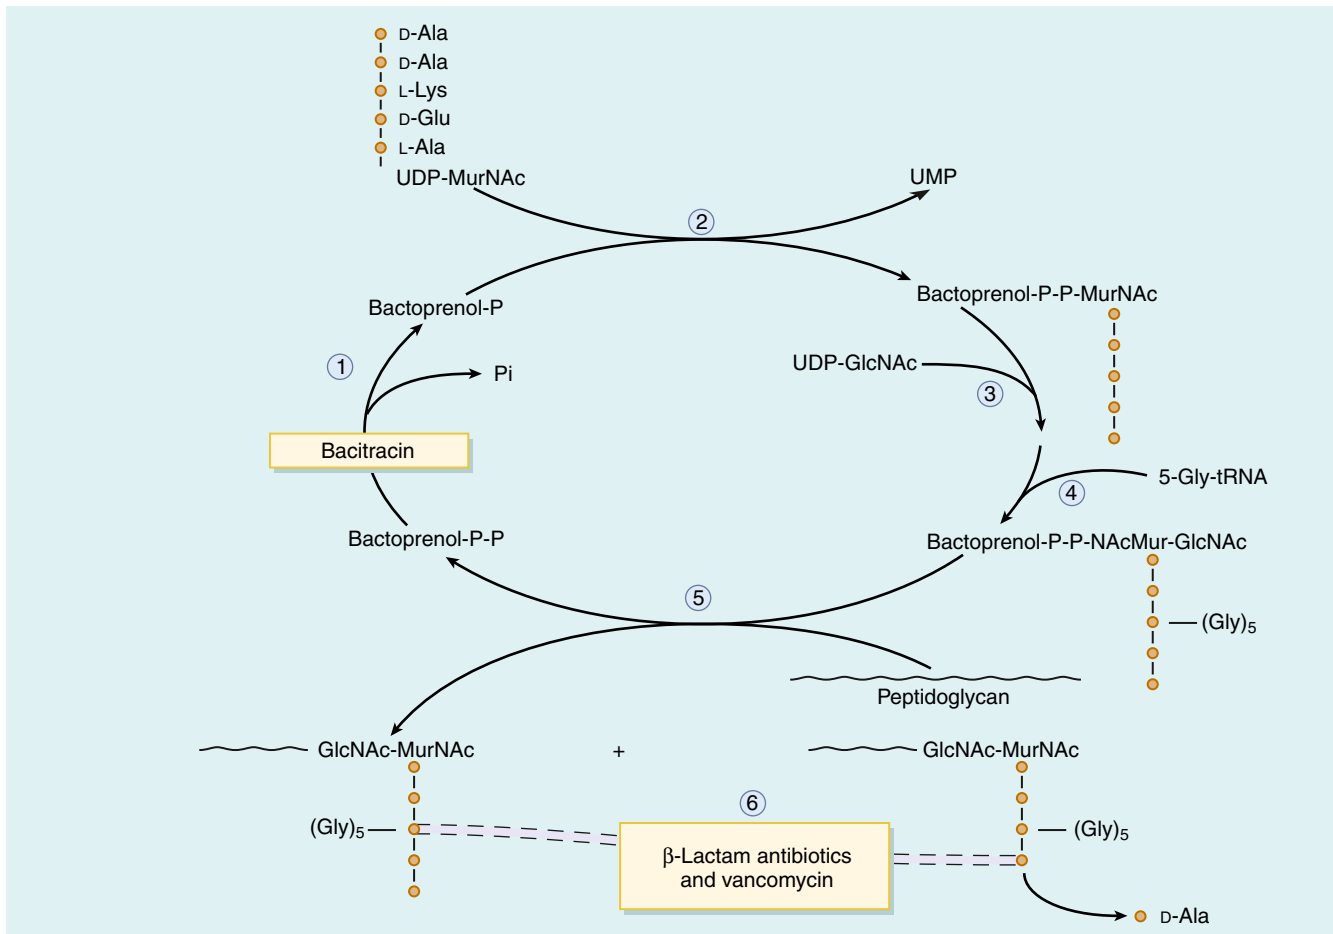 D-Ala
D-Ala
L-Lys
D-Glu
L-Ala
UDP-MurNAc
UMP
2
Bactoprenol-P
Bactoprenol-P-P-MurNAc
1
Pi
UDP-GlcNAc
3
Bacitracin
5-Gly-tRNA
4
Bactoprenol-P-P
Bactoprenol-P-P-NAcMur-GlcNAc
5
(Gly)5
Peptidoglycan
GlcNAc-MurNAc
+
GlcNAc-MurNAc
6
(Gly)5
(Gly)5
β-Lactam antibiotics
and vancomycin
D-Ala